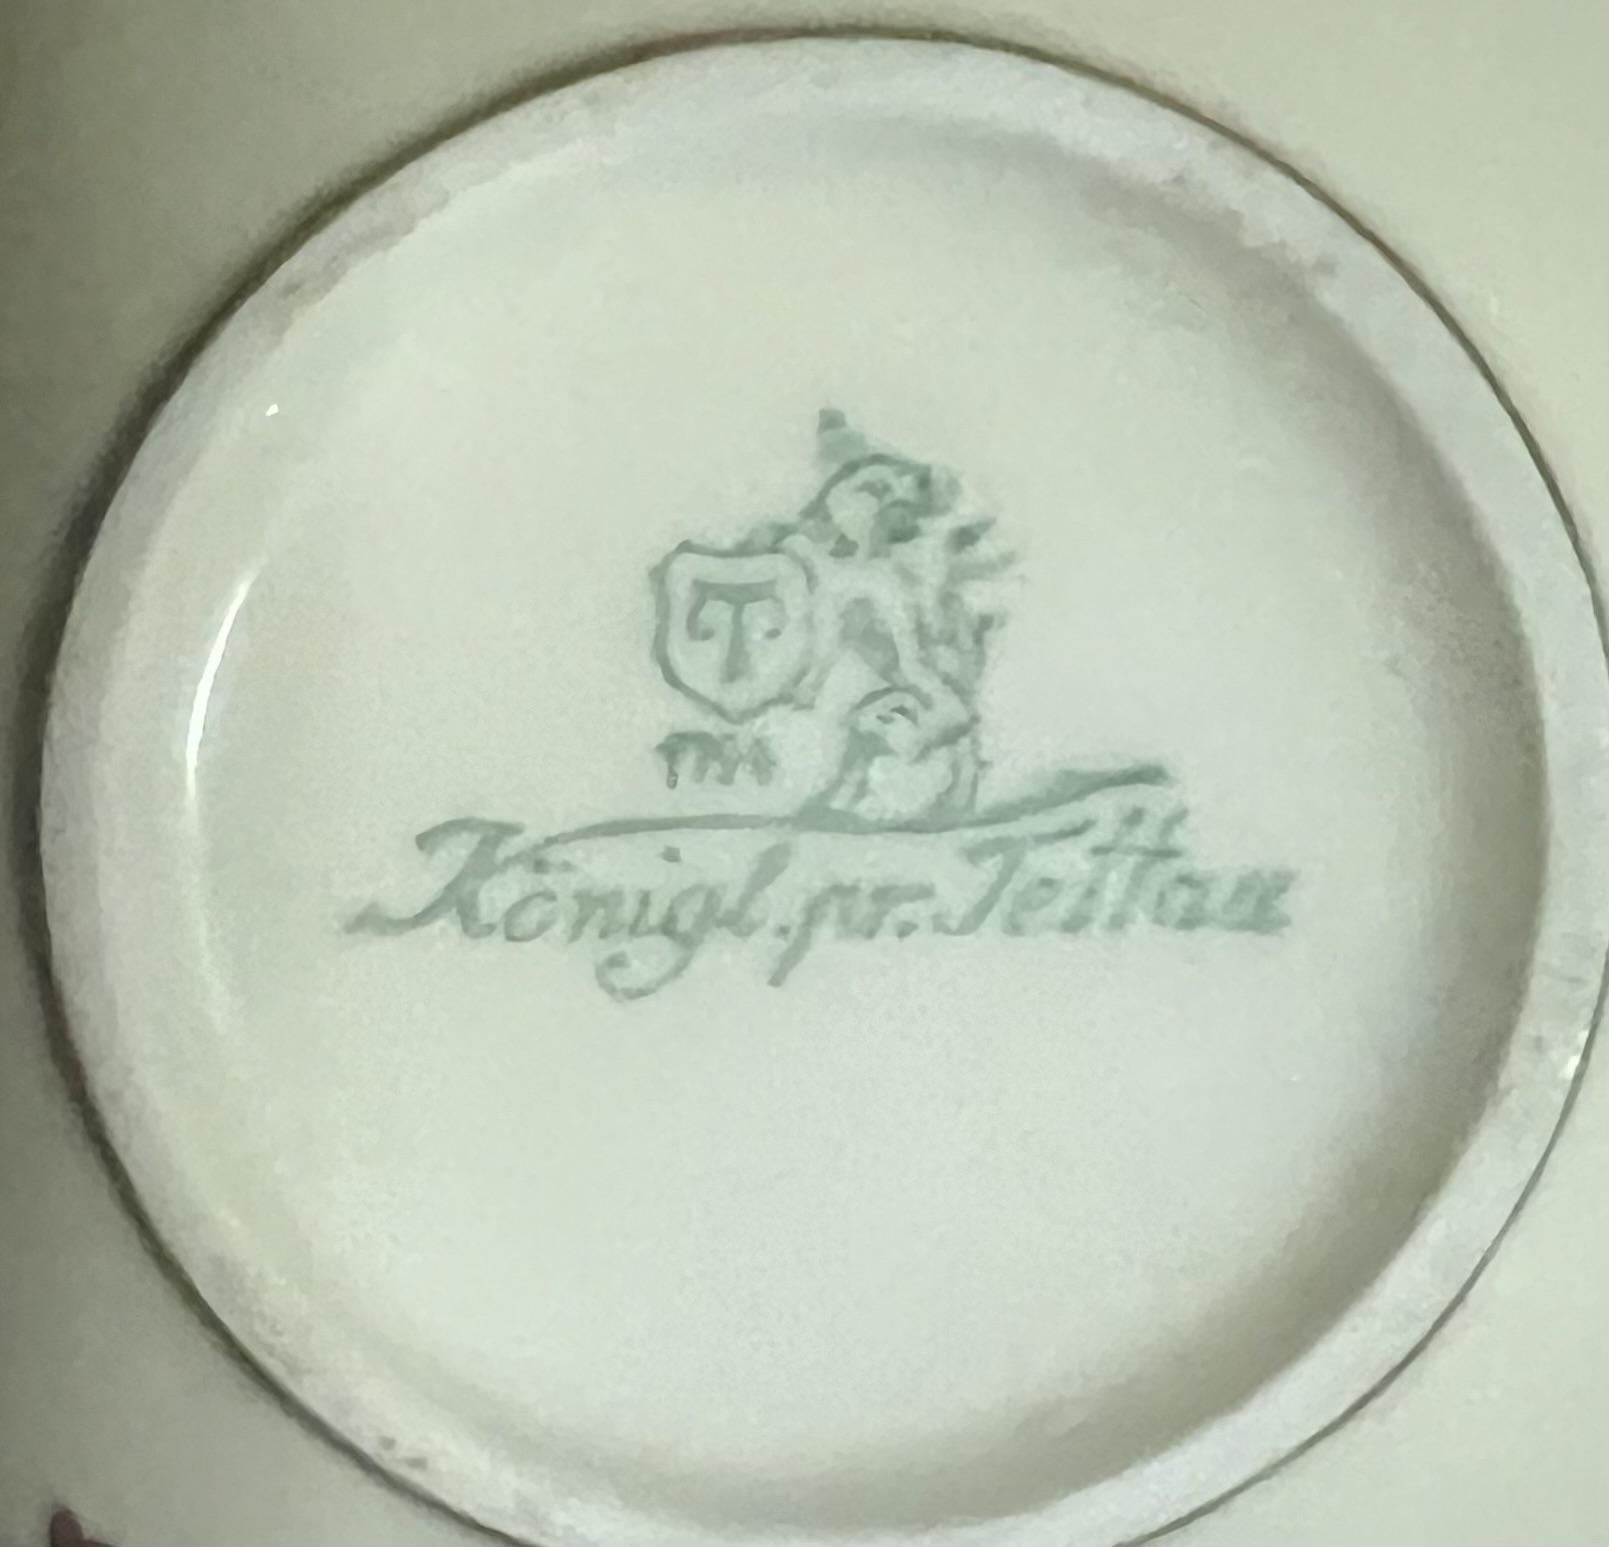 T
Königl. pr. Tettau